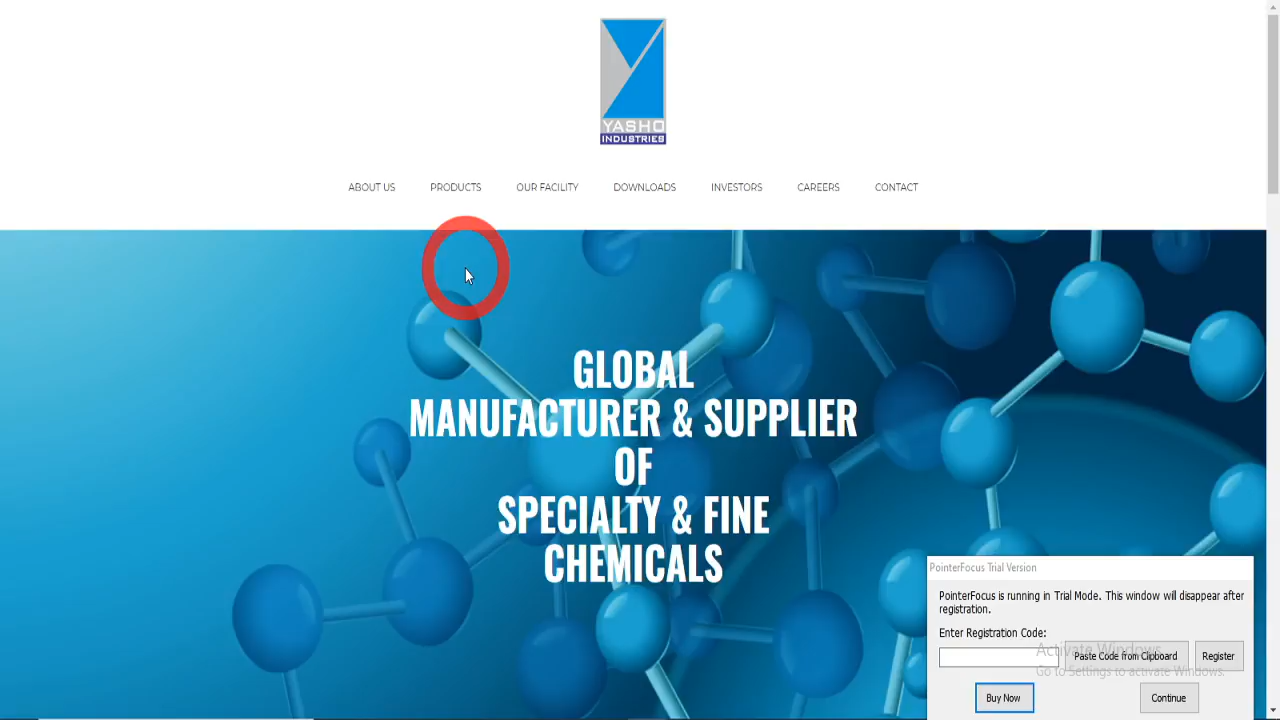 YASHO
INDUSTRIES
ABOUT US PRODUCTS OUR FACILITY DOWNLOADS INVESTORS CAREERS CONTACT
GLOBAL
MANUFACTURER & SUPPLIER
OF
SPECIALTY & FINE
CHEMICALS
PointerFocus Trial Version
PointerFocus is running in Trial Mode. This window will disappear after
registration.
Enter Registration Code:
Activate Windows
Paste Code from Clipboard Register
Go to Settings to activate Windows.
Buy Now Continue